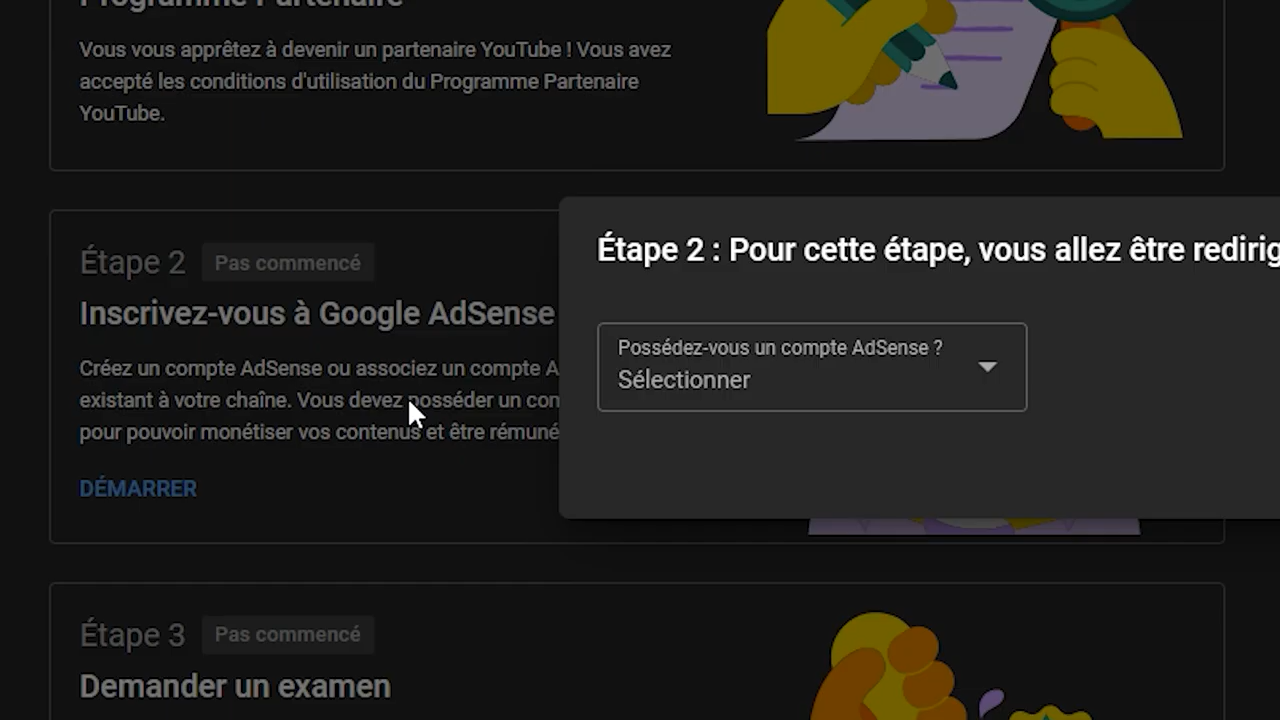 Programme Partenaire
Vous vous apprêtez à devenir un partenaire YouTube ! Vous avez
accepté les conditions d'utilisation du Programme Partenaire
YouTube.
Étape 2 Pas commencé
Inscrivez-vous à Google AdSense
Créez un compte AdSense ou associez un compte A
existant à votre chaîne. Vous devez posséder un com
pour pouvoir monétiser vos contenus et être rémuné
DÉMARRER
Étape 2 : Pour cette étape, vous allez être redirig
Possédez-vous un compte AdSense ?
Sélectionner
Étape 3 Pas commencé
Demander un examen